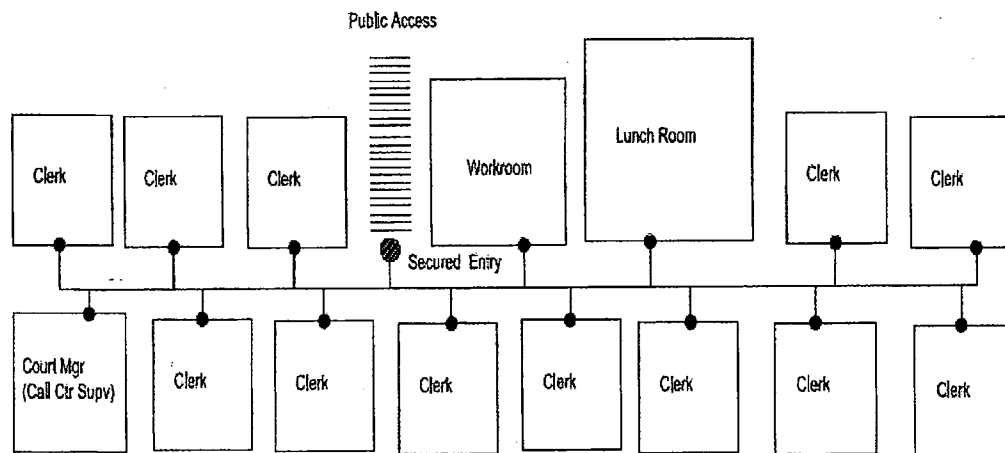 Public Access
Clerk
Clerk
Clerk
Workroom
Lunch Room
Clerk
Clerk
Secured Entry
Court Mgr
(Call Ctr Supv)
Clerk
Clerk
Clerk
Clerk
Clerk
Clerk
Clerk